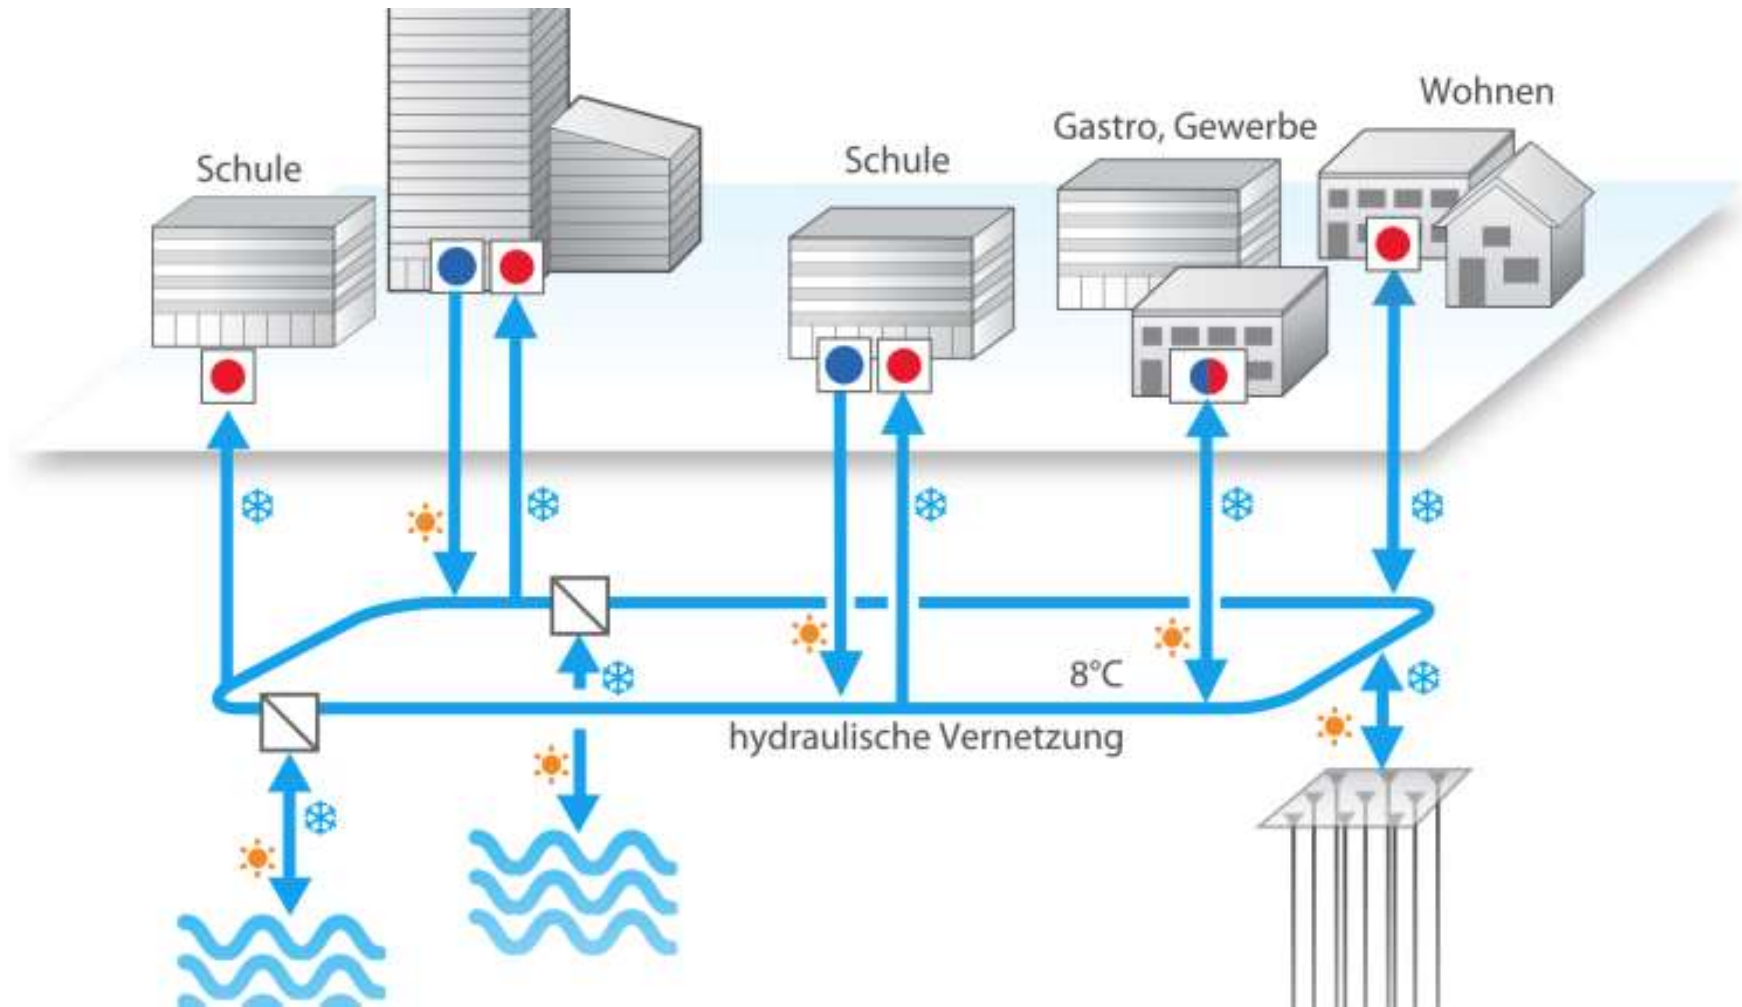 Wohnen
Gastro, Gewerbe
Schule
Schule
8°C
hydraulische Vernetzung